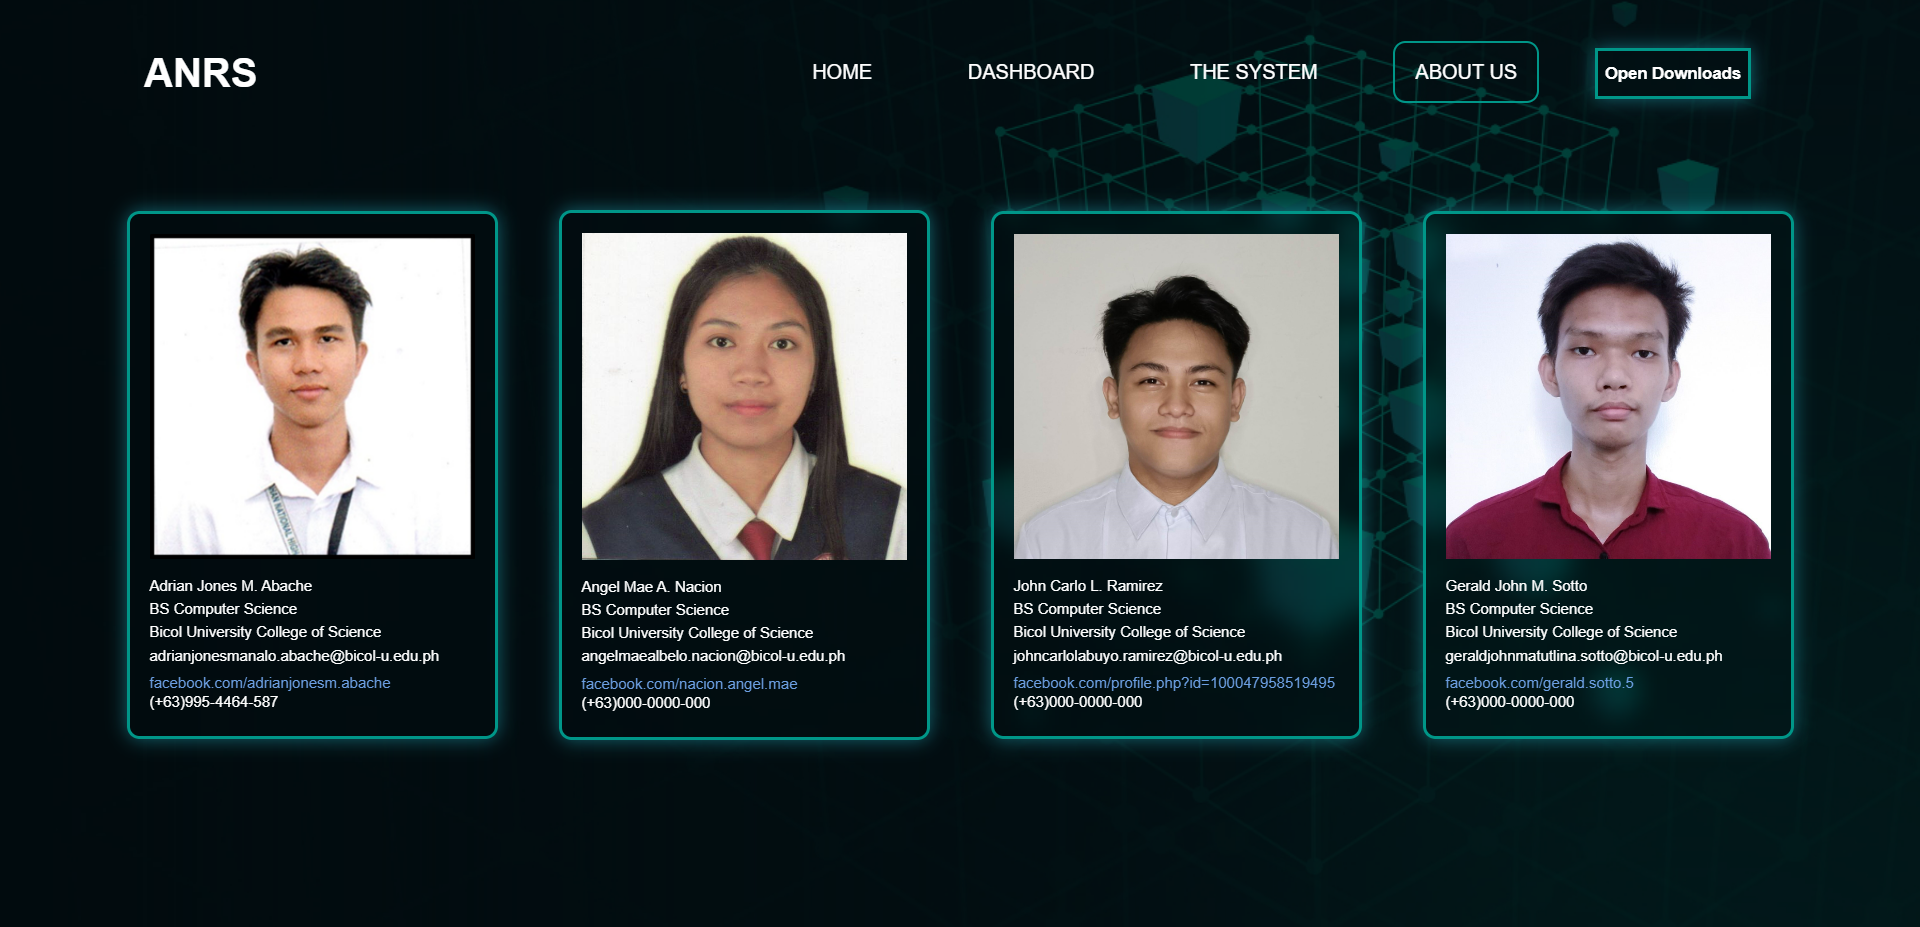 ANRS
HOME
DASHBOARD
THE SYSTEM
ABOUT US
Open Downloads
NAN NATIONAL HIGH
Adrian Jones M. Abache
BS Computer Science
Bicol University College of Science
adrianjonesmanalo.abache@bicol-u.edu.ph
facebook.com/adrianjonesm.abache
(+63)995-4464-587
Angel Mae A. Nacion
BS Computer Science
Bicol University College of Science
angelmaealbelo.nacion@bicol-u.edu.ph
facebook.com/nacion.angel.mae
(+63)000-0000-000
John Carlo L. Ramirez
BS Computer Science
Bicol University College of Science
johncarlolabuyo.ramirez@bicol-u.edu.ph
facebook.com/profile.php?id=100047958519495
(+63)000-0000-000
Gerald John M. Sotto
BS Computer Science
Bicol University College of Science
geraldjohnmatutlina.sotto@bicol-u.edu.ph
facebook.com/gerald.sotto.5
(+63)000-0000-000